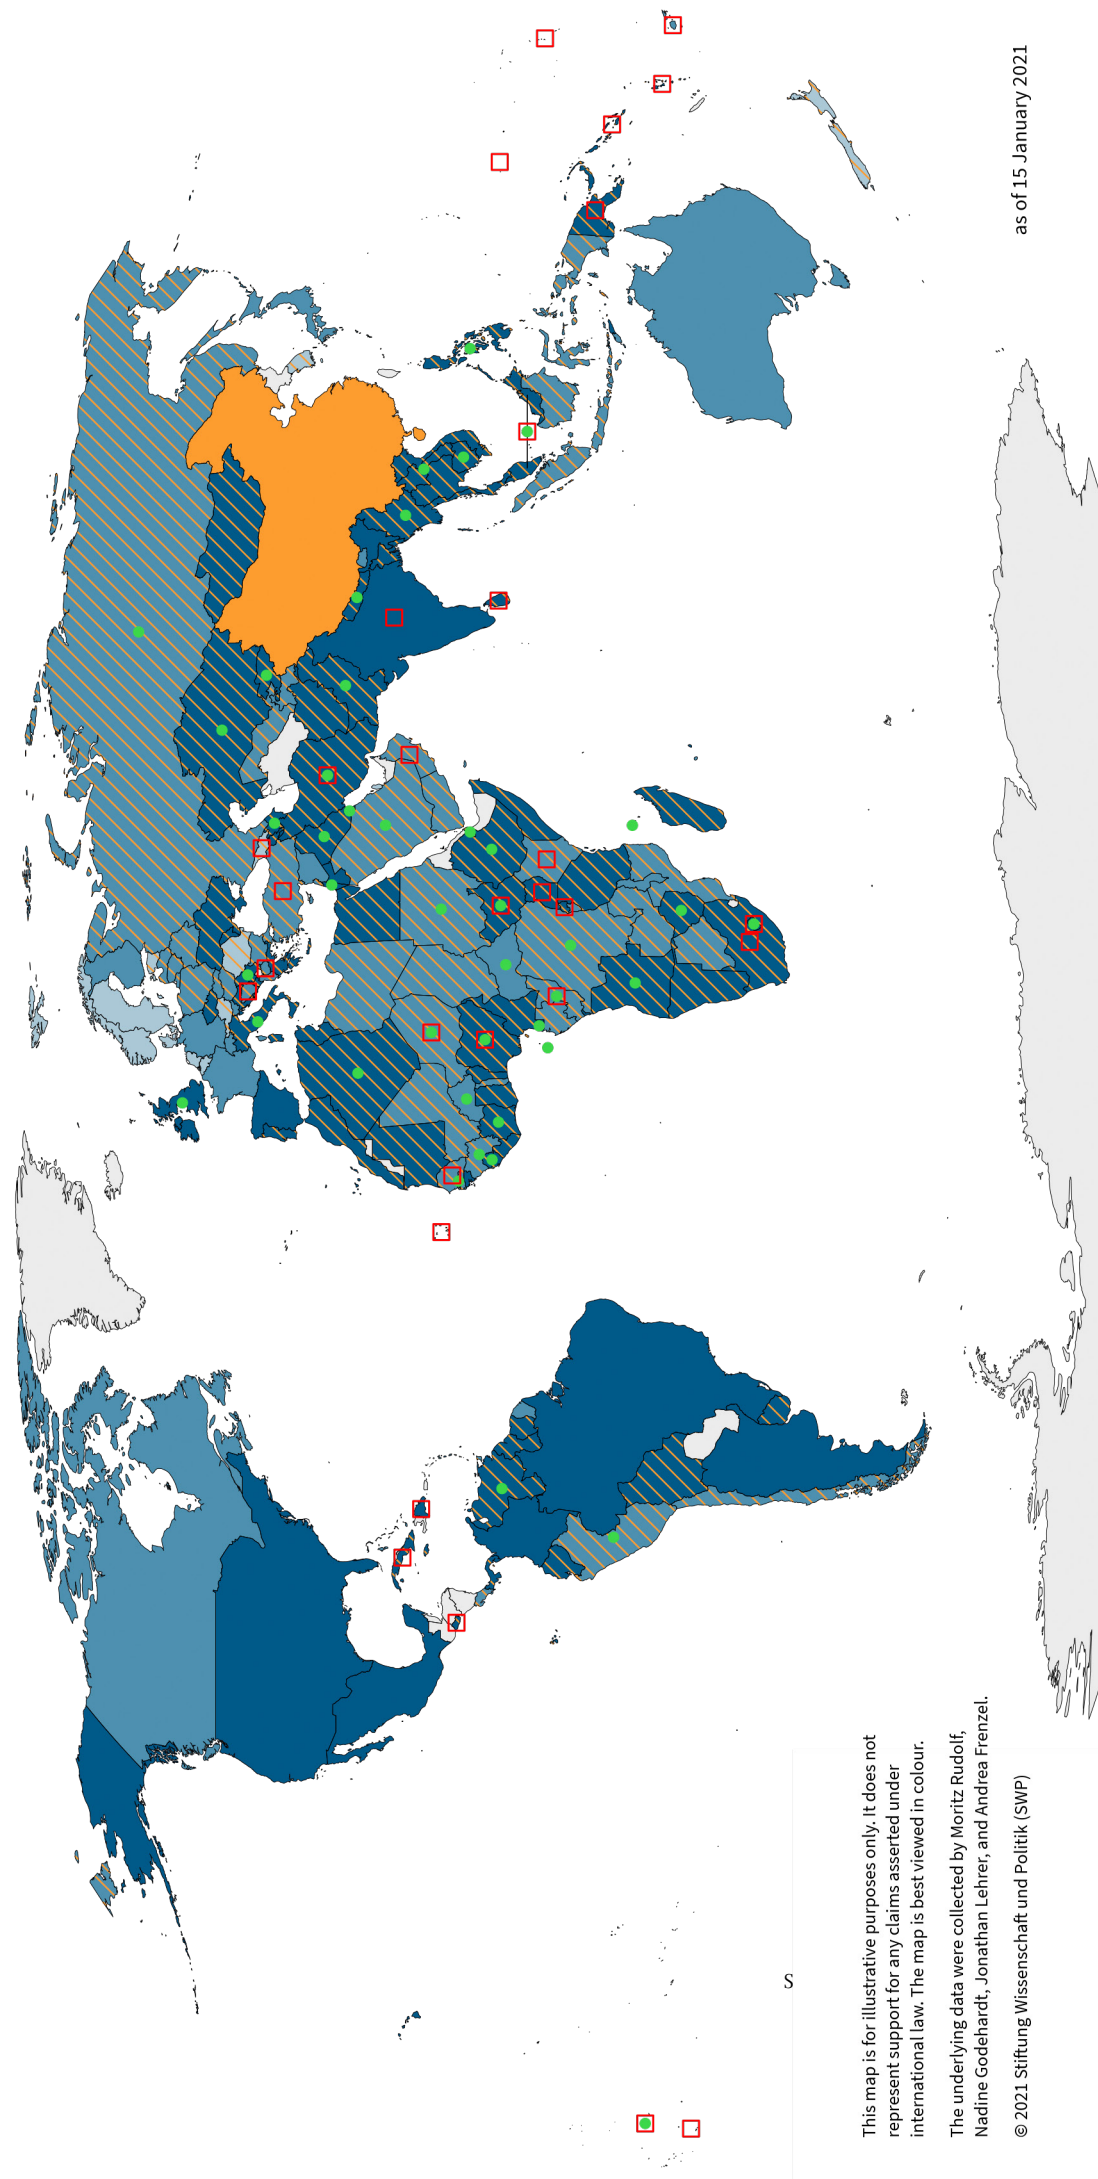 as of 15 January 2021
S
This map is for illustrative purposes only. It does not
represent support for any claims asserted under
international law. The map is best viewed in colour.
The underlying data were collected by Moritz Rudolf,
Nadine Godehardt, Jonathan Lehrer, and Andrea Frenzel.
© 2021 Stiftung Wissenschaft und Politik (SWP)